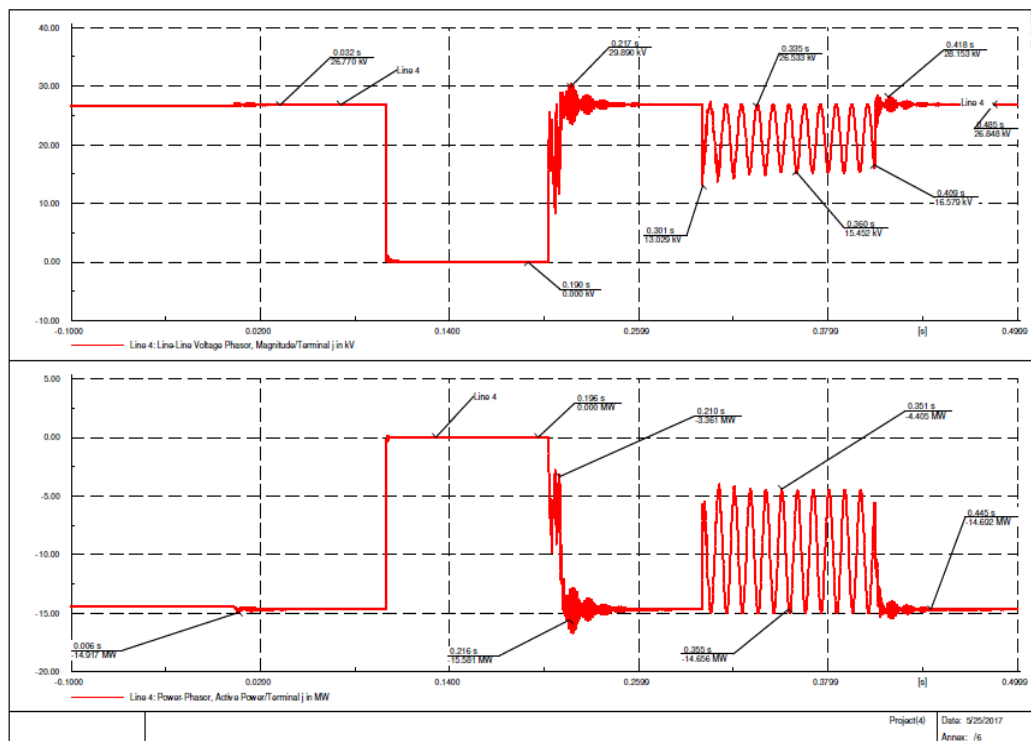 40.00
30.00
20.00
10.00
0.00
-10.00
0.032 s
26.770 kV
Line 4
0.217 s
29.890 kV
0.335 s
26.533 kV
0.418 s
28.153 kV
Line 4
0.485 s
26.848 kV
0.409 s
16.579 kV
0.360 s
15.452 kV
0.301 s
13.029 kV
0.190 s
0.000 kV
-0.1000 0.0200 0.1400 0.2599 0.3799 [s] 0.4999
Line 4: Line-Line Voltage Phasor, Magnitude/Terminal j in kV
5.00
0.00
-5.00
-10.00
-15.00
-20.00
Line 4
0.196 s
0.000 MW
0.210 s
-3.361 MW
0.351 s
-4.405 MW
0.445 s
-14.692 MW
0.006 s
-14.917 MW
0.216 s
-15.581 MW
0.355 s
-14.656 MW
-0.1000 0.0200 0.1400 0.2599 0.3799 [s] 0.4999
Line 4: Power-Phasor, Active Power/Terminal j in MW
Project(4)
Date: 5/25/2017
Annex: /6